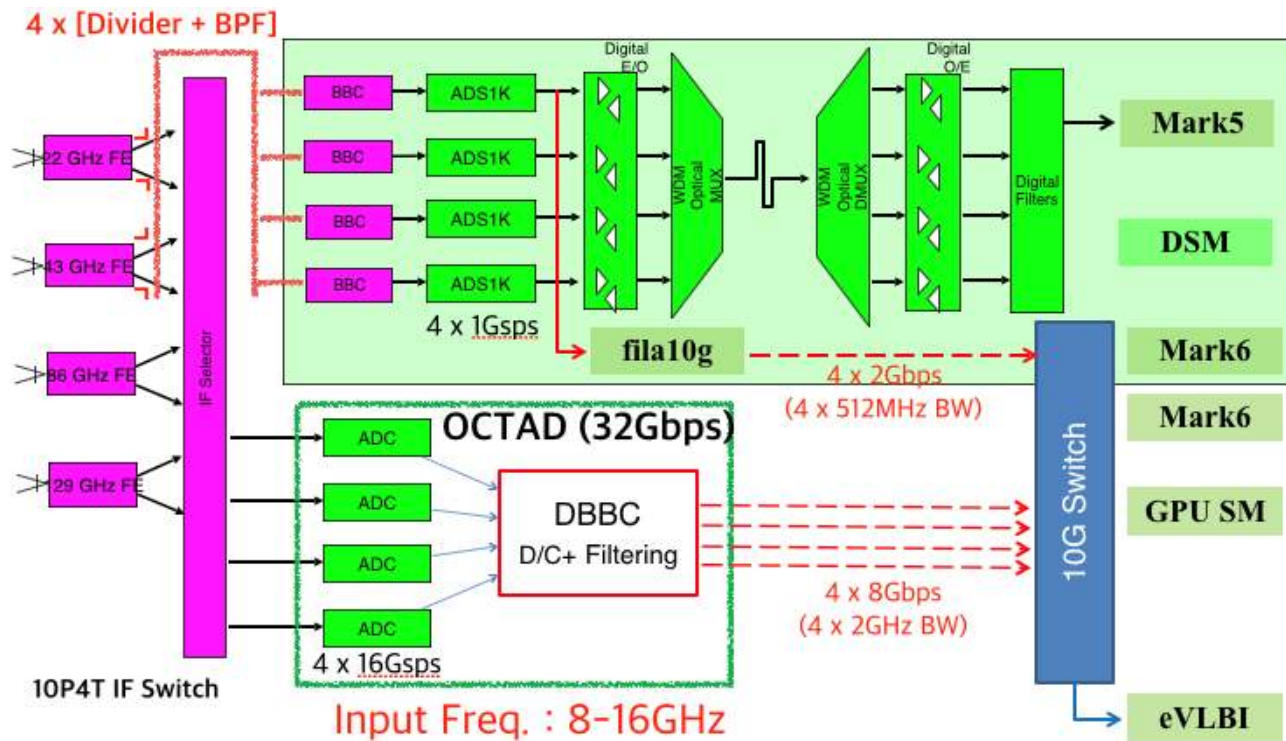 4 x [Divider + BPF]
22 GHz FE
43 GHz FE
86 GHz FE
29 GHz FE
IF Selector
10P4T IF Switch
BBC
BBC
BBC
BBC
ADS1K
ADS1K
ADS1K
ADS1K
4 x 1Gsps
Digital
E/O
WDM
Optical
MUX
WDM
Optical
DMUX
Digital
O/E
Digital
Filters
fila10g
4 x 2Gbps
(4 x 512MHz BW)
OCTAD (32Gbps)
ADC
ADC
ADC
ADC
4 x 16Gsps
DBBC
D/C+ Filtering
4 x 8Gbps
(4 x 2GHz BW)
Input Freq. : 8-16GHz
10G Switch
Mark5
DSM
Mark6
Mark6
GPU SM
eVLBI